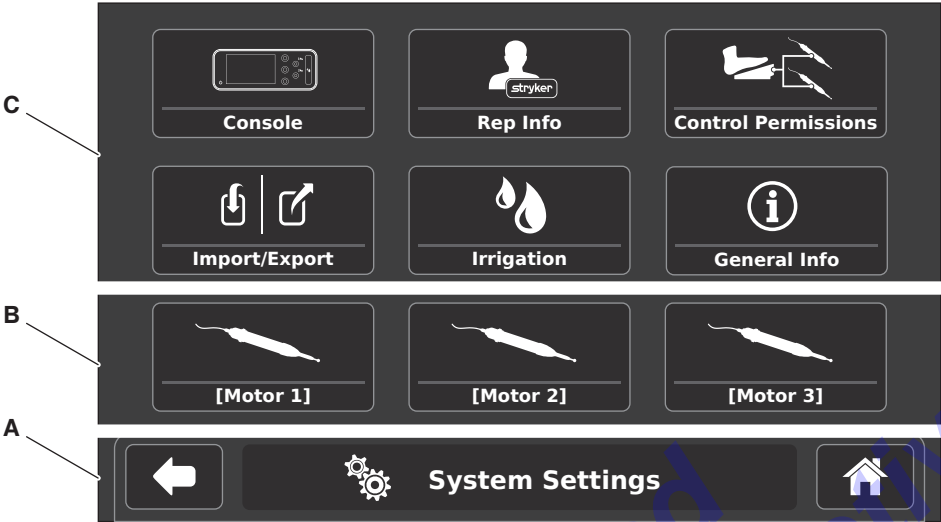 C
stryker
Console Rep Info Control Permissions
Import/Export Irrigation General Info
B
[Motor 1] [Motor 2] [Motor 3]
A
System Settings